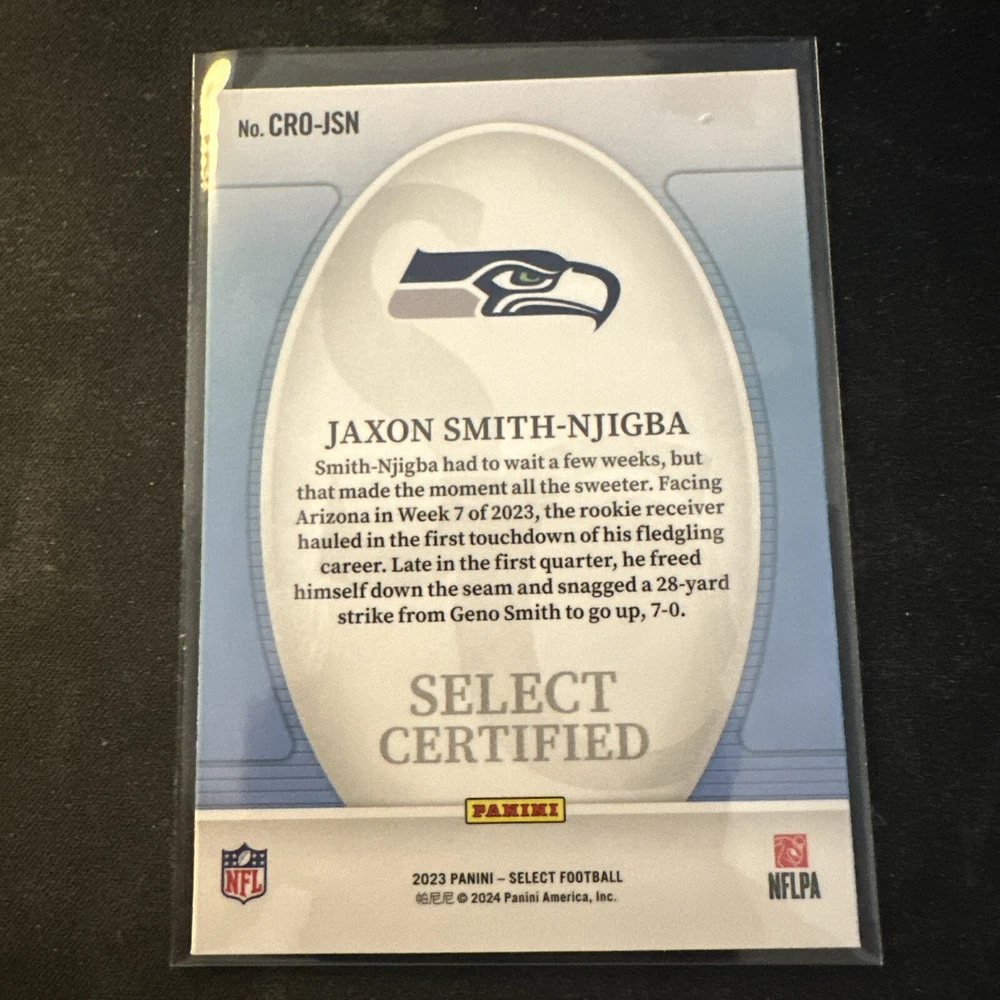 No. CRO-JSN
JAXON SMITH-NJIGBA
Smith-Njigba had to wait a few weeks, but
that made the moment all the sweeter. Facing
Arizona in Week 7 of 2023, the rookie receiver
hauled in the first touchdown of his fledgling
career. Late in the first quarter, he freed
himself down the seam and snagged a 28-yard
strike from Geno Smith to go up, 7-0.
SELECT
CERTIFIED
PANINI
NFL
2023 PANINI – SELECT FOOTBALL
帕尼尼 © 2024 Panini America, Inc.
NFLPA